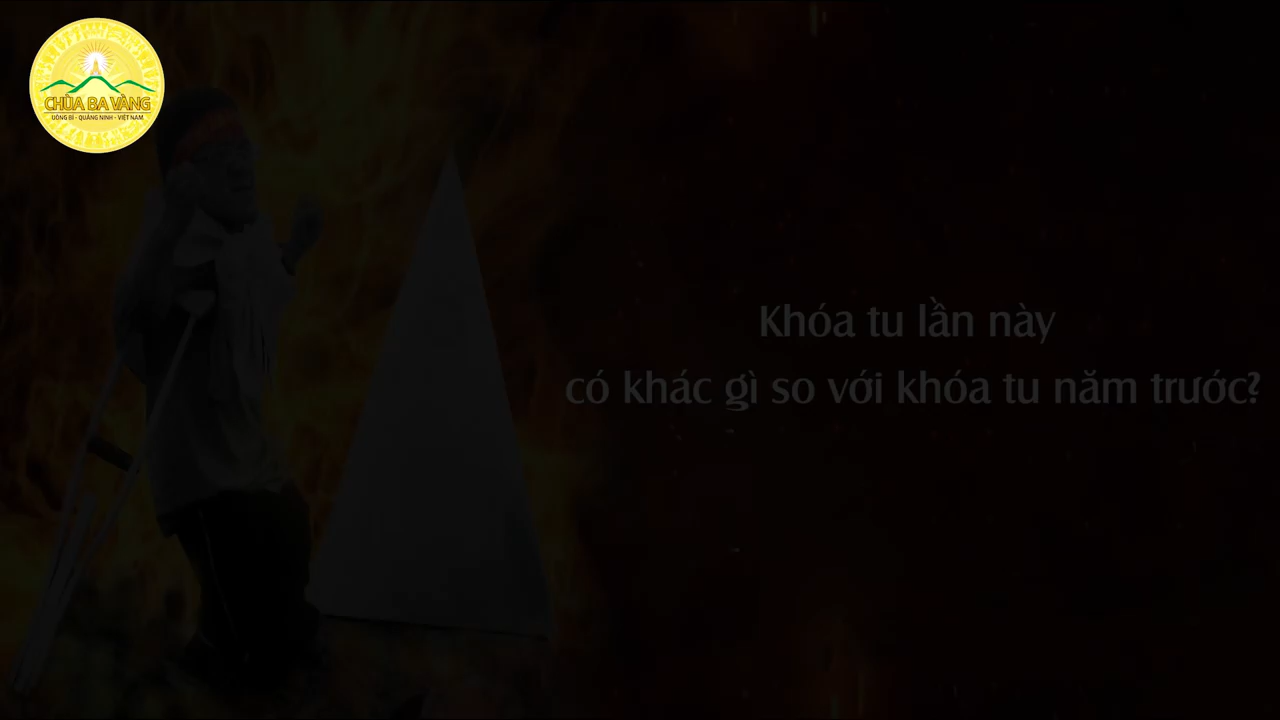 CHÙA BA VÀNG
UÔNG BÍ - QUẢNG NINH - VIỆT NAM
Khóa tu lần này
có khác gì so với khóa tu năm trước?